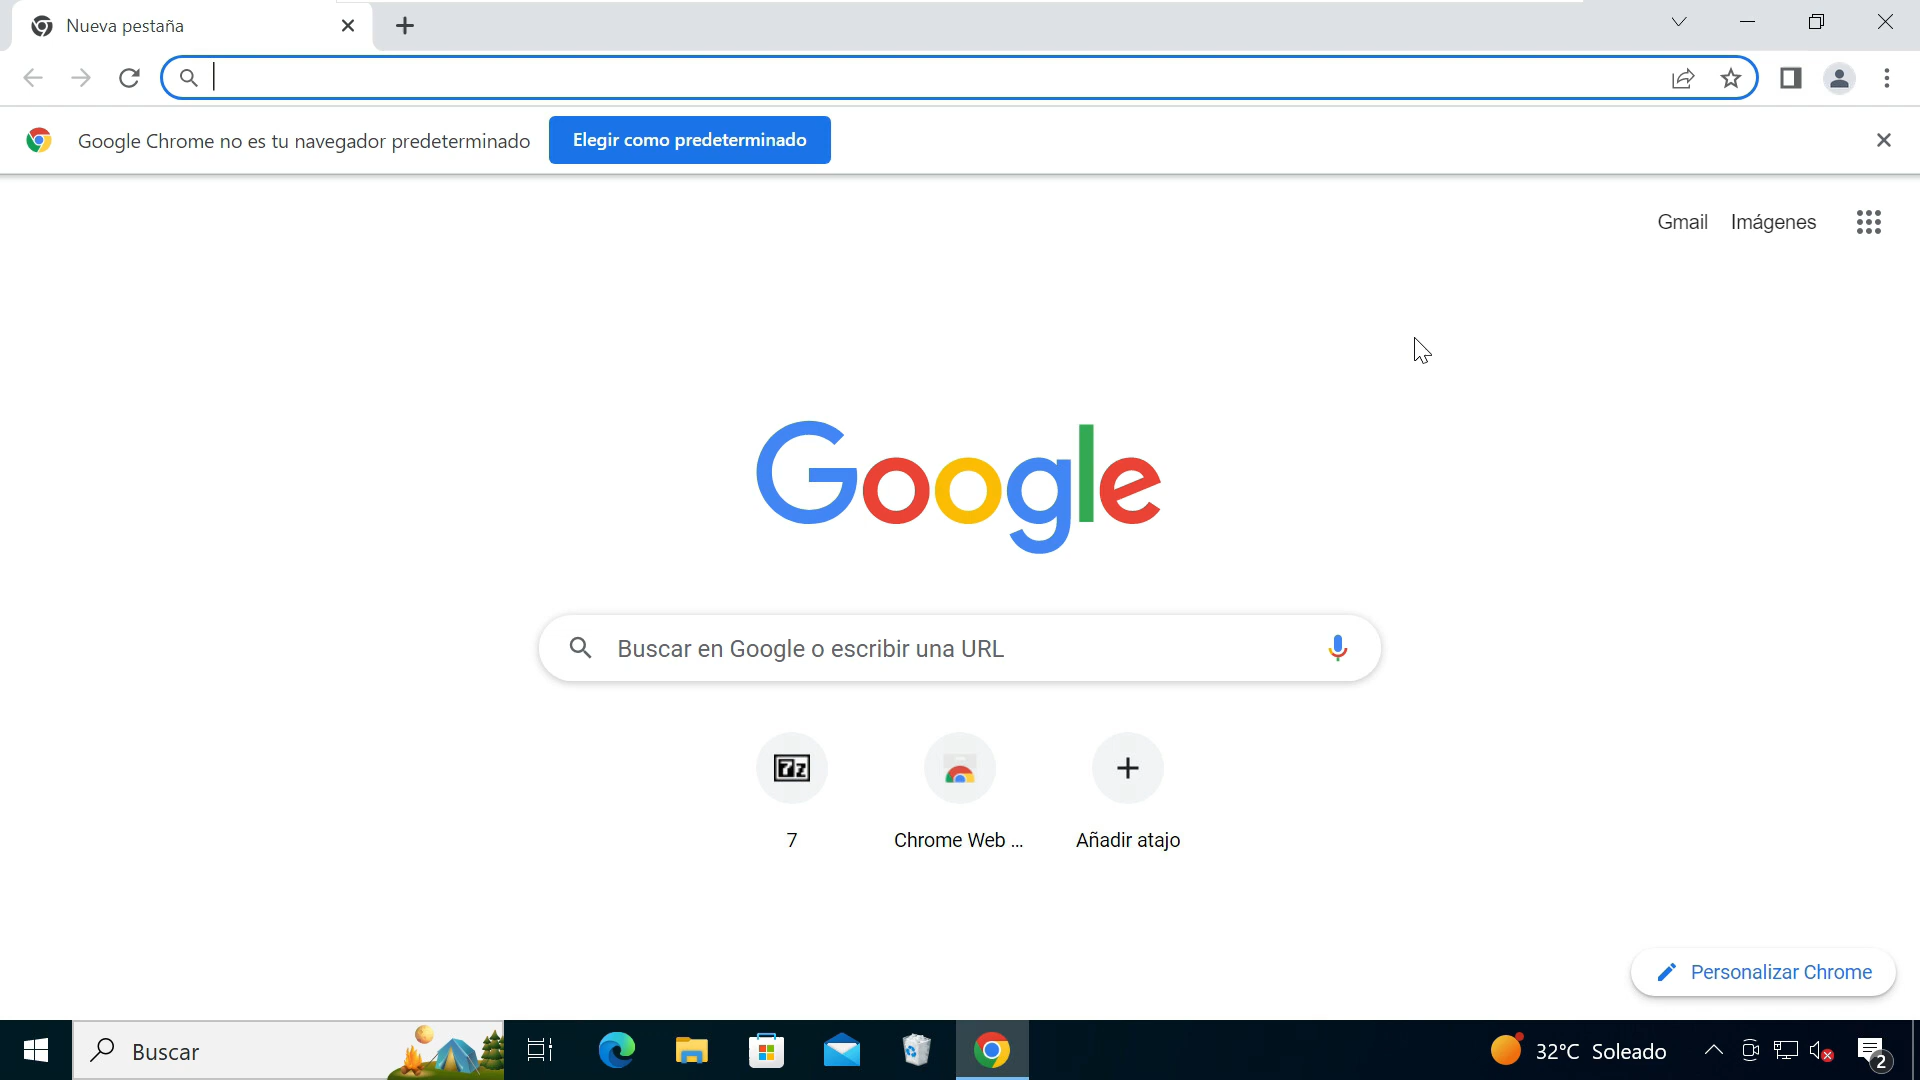 Nueva pestaña
Google Chrome no es tu navegador predeterminado
Elegir como predeterminado
Gmail
Imágenes
Google
Buscar en Google o escribir una URL
7z
7
Chrome Web ...
Añadir atajo
Personalizar Chrome
Buscar
32°C Soleado
2